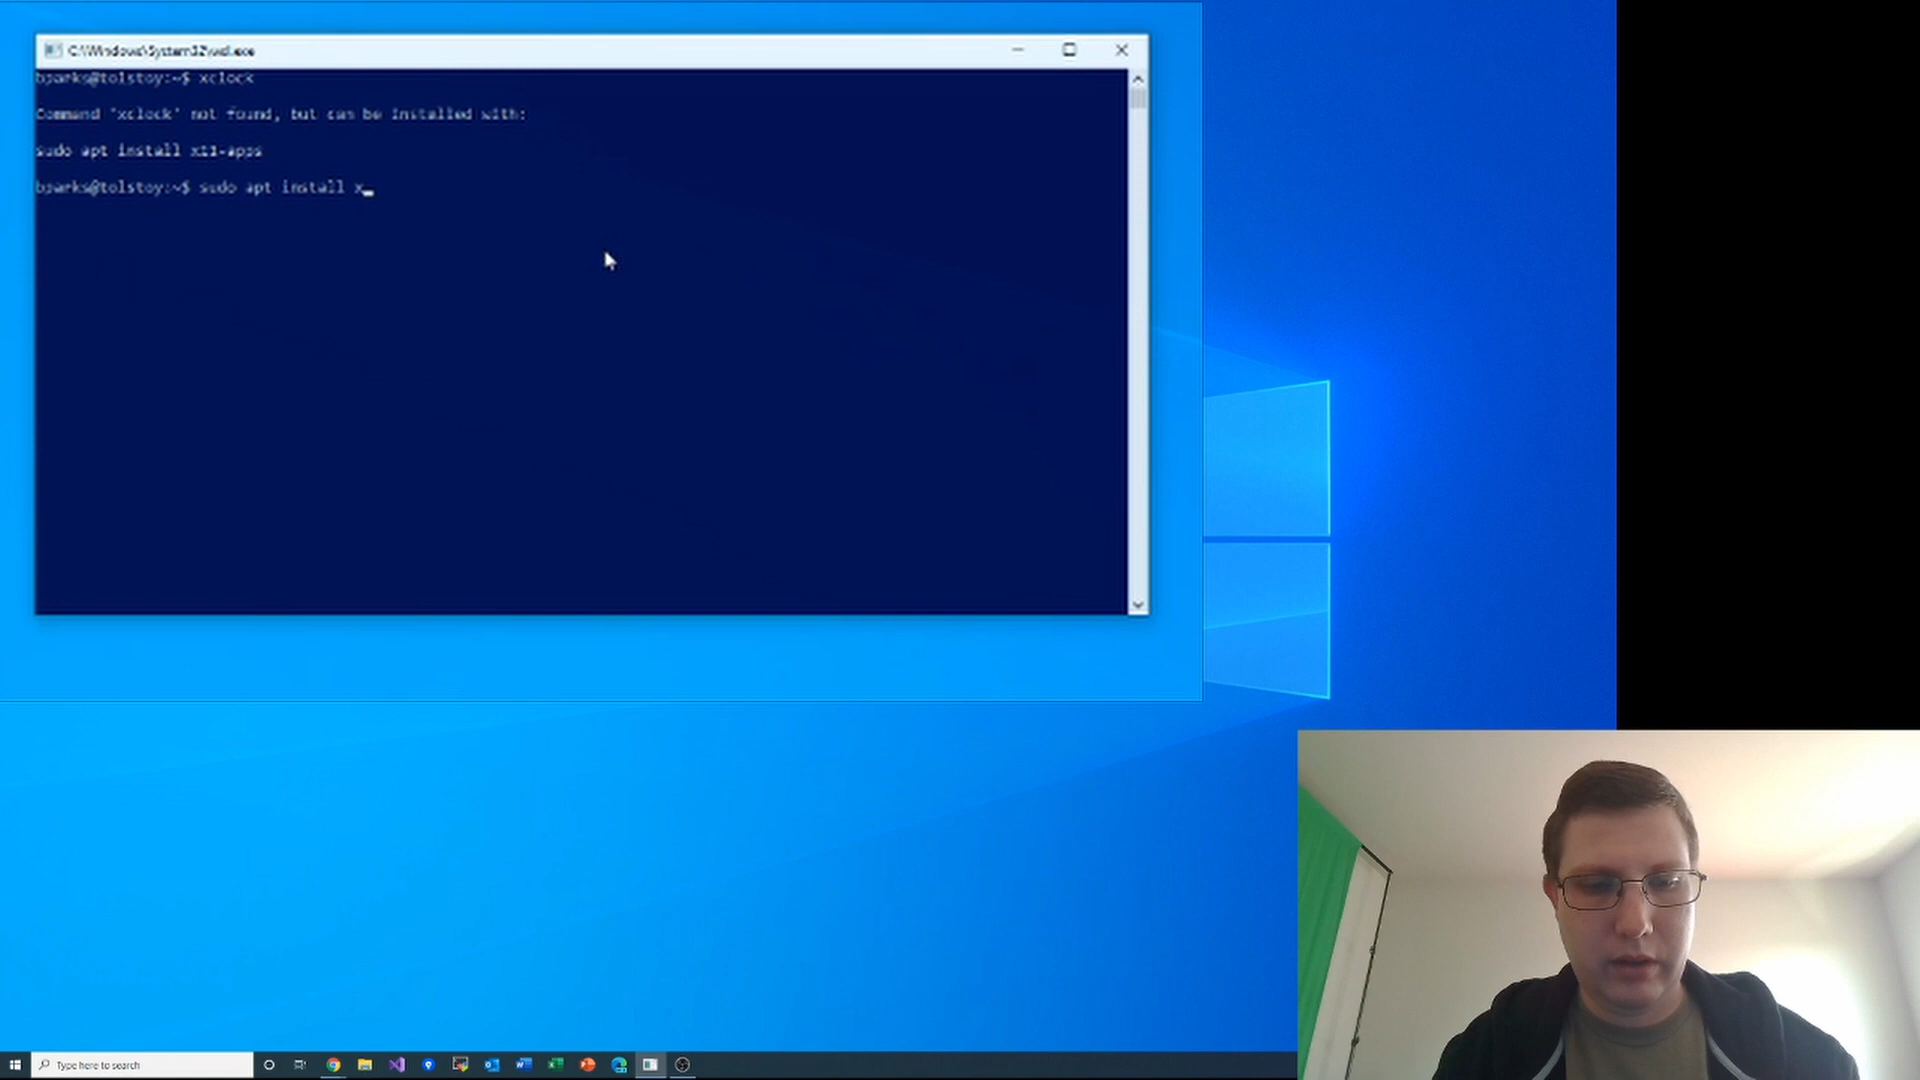 C:\Windows\System32\wsl.exe
bparks@tolstoy:~$ xclock
Command 'xclock' not found, but can be installed with:
sudo apt install x11-apps
bparks@tolstoy:~$ sudo apt install x_
Type here to search